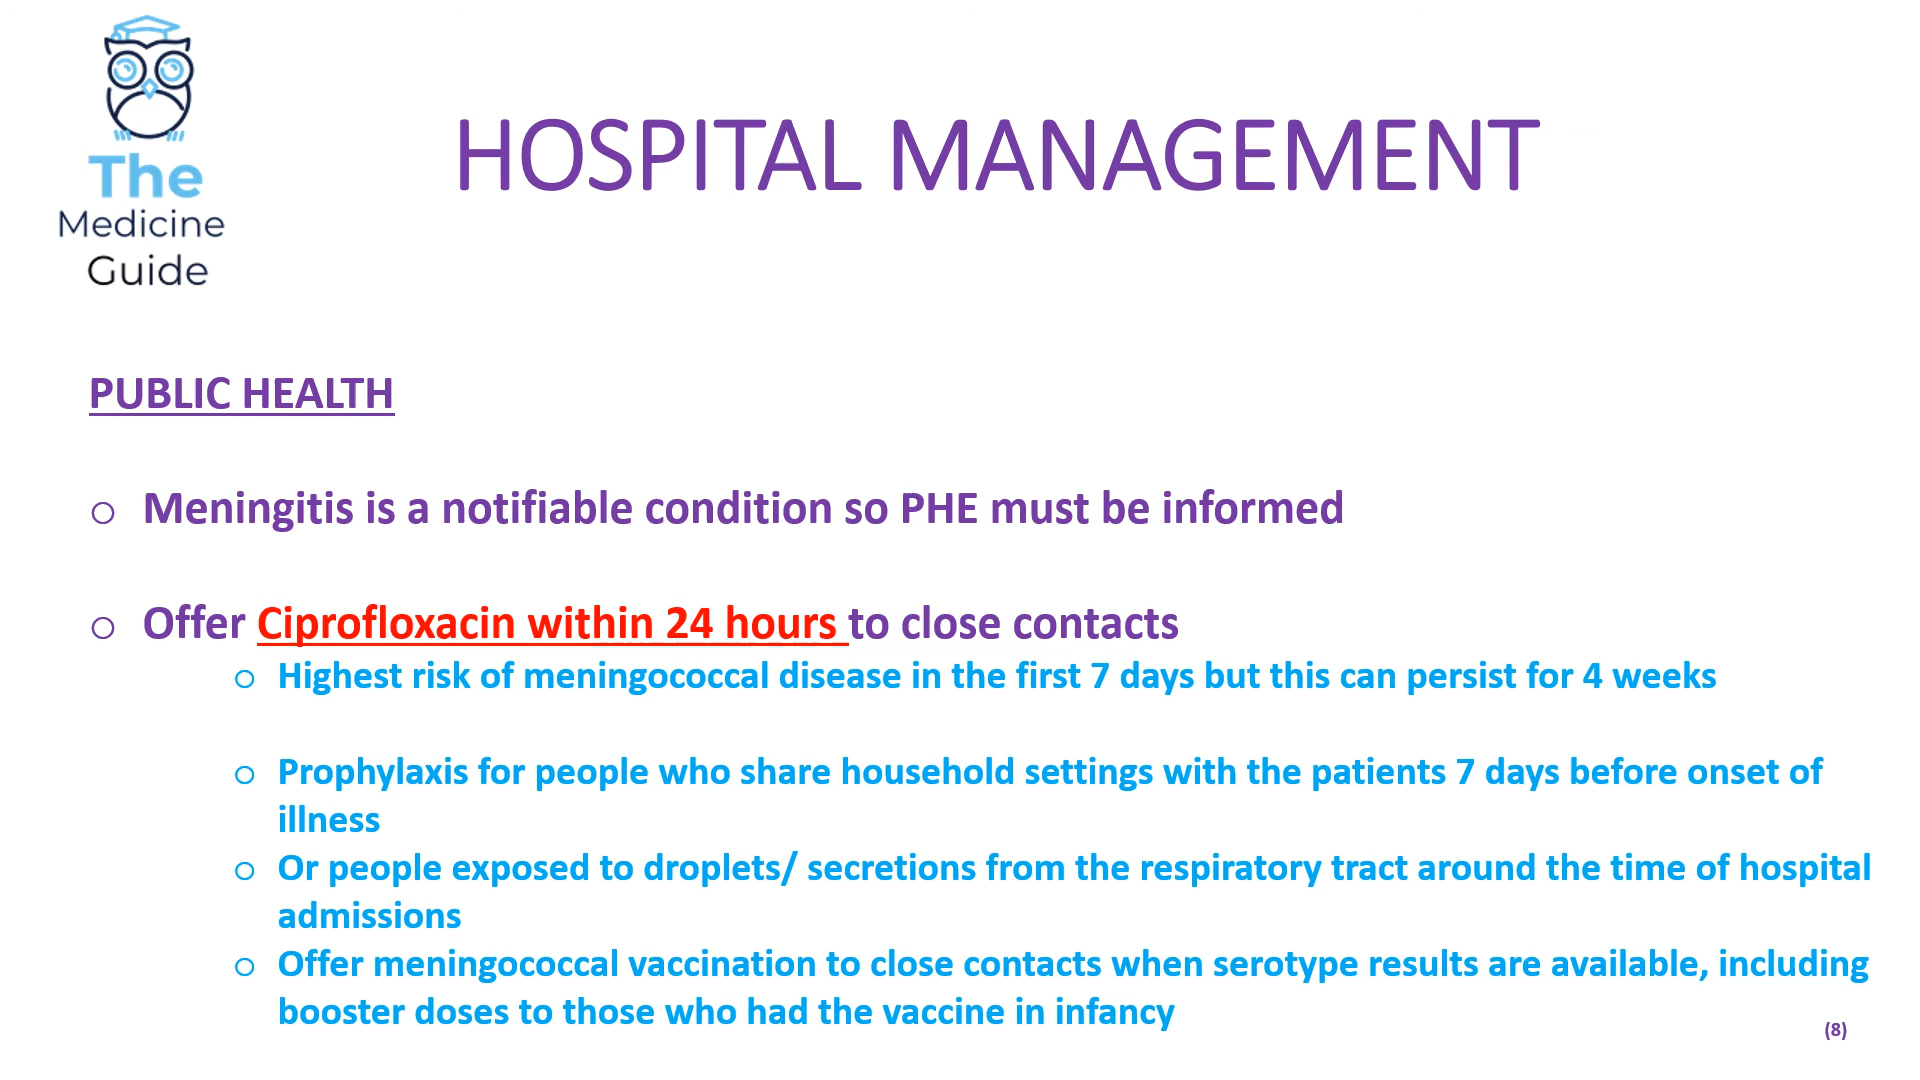 The
Medicine
Guide
HOSPITAL MANAGEMENT
PUBLIC HEALTH
o Meningitis is a notifiable condition so PHE must be informed
o Offer Ciprofloxacin within 24 hours to close contacts
o Highest risk of meningococcal disease in the first 7 days but this can persist for 4 weeks
o Prophylaxis for people who share household settings with the patients 7 days before onset of
illness
o Or people exposed to droplets/ secretions from the respiratory tract around the time of hospital
admissions
o Offer meningococcal vaccination to close contacts when serotype results are available, including
booster doses to those who had the vaccine in infancy
(8)